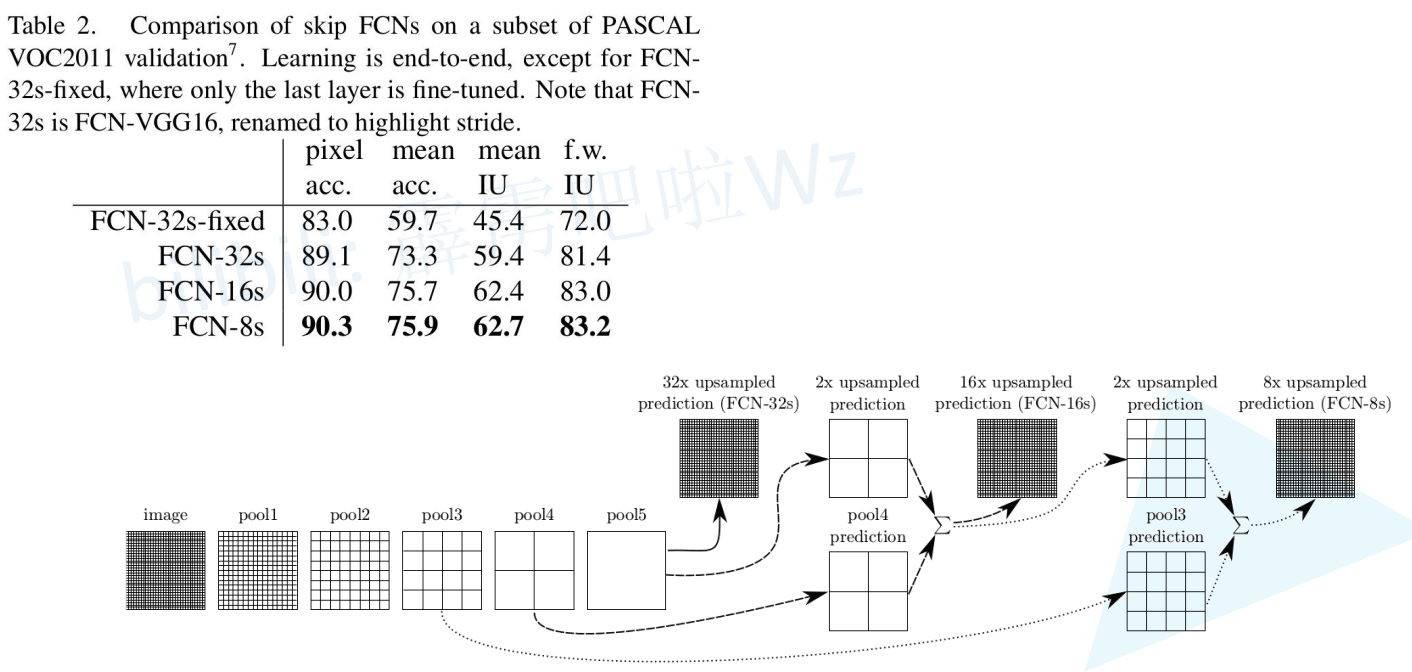 Table 2. Comparison of skip FCNs on a subset of PASCAL
VOC2011 validation7. Learning is end-to-end, except for FCN-
32s-fixed, where only the last layer is fine-tuned. Note that FCN-
32s is FCN-VGG16, renamed to highlight stride.
pixel mean mean f.w.
acc. acc. IU IU
FCN-32s-fixed 83.0 59.7 45.4 72.0
FCN-32s 89.1 73.3 59.4 81.4
FCN-16s 90.0 75.7 62.4 83.0
FCN-8s 90.3 75.9 62.7 83.2
bilibili: 霹雳吧啦Wz
32x upsampled
prediction (FCN-32s)
2x upsampled
prediction
16x upsampled
prediction (FCN-16s)
2x upsampled
prediction
8x upsampled
prediction (FCN-8s)
image
pool1
pool2
pool3
pool4
pool5
pool4
prediction
∑
pool3
prediction
∑